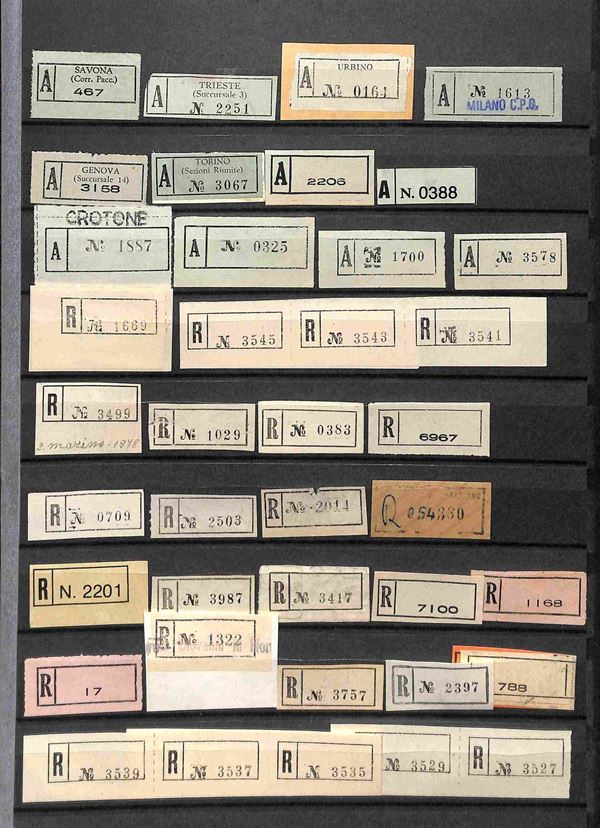 A
SAVONA
(Corr. Pacc.)
467
A
TRIESTE
(Succursale 3)
№ 2251
A
URBINO
№ 0164
A
№ 1613
MILANO C.P.
A
GENOVA
(Succursale 14)
3158
A
TORINO
(Sezioni Riunite)
№ 3067
A
2206
A
N. 0388
CROTONE
A
№ 1887
A
№ 0325
A
№ 1700
A
№ 3578
R
№ 1669
R
№ 3545
R
№ 3543
R
№ 3541
R
№ 3499
S. Marino - 1978
R
№ 1029
R
№ 0383
R
6967
R
№ 0709
R
№ 2503
R
№ 2014
R
R
N. 2201
R
№ 3987
R
№ 3417
R
7100
R
1168
R
17
R
№ 1322
R
№ 3757
R
№ 2397
788
R
№ 3539
R
№ 3537
R
№ 3535
№ 3529
R
№ 3527